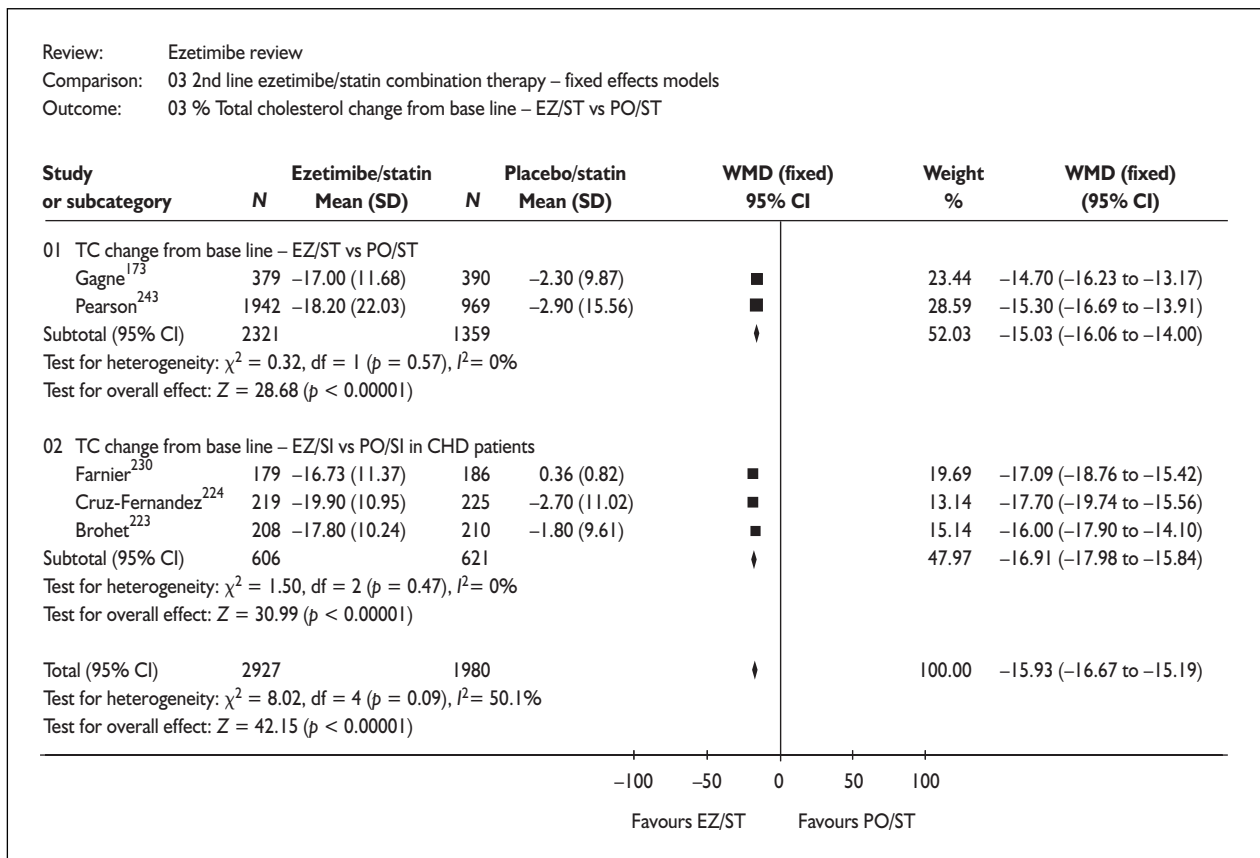 Review: Ezetimibe review
Comparison: 03 2nd line ezetimibe/statin combination therapy – fixed effects models
Outcome: 03 % Total cholesterol change from base line – EZ/ST vs PO/ST
Study Ezetimibe/statin Placebo/statin WMD (fixed) Weight WMD (fixed)
or subcategory N Mean (SD) N Mean (SD) 95% CI % (95% CI)
01 TC change from base line – EZ/ST vs PO/ST
Gagne173 379 –17.00 (11.68) 390 –2.30 (9.87) 23.44 –14.70 (–16.23 to –13.17)
Pearson243 1942 –18.20 (22.03) 969 –2.90 (15.56) 28.59 –15.30 (–16.69 to –13.91)
Subtotal (95% CI) 2321 1359 52.03 –15.03 (–16.06 to –14.00)
Test for heterogeneity: χ² = 0.32, df = 1 (p = 0.57), I² = 0%
Test for overall effect: Z = 28.68 (p < 0.00001)
02 TC change from base line – EZ/SI vs PO/SI in CHD patients
Farnier230 179 –16.73 (11.37) 186 0.36 (0.82) 19.69 –17.09 (–18.76 to –15.42)
Cruz-Fernandez224 219 –19.90 (10.95) 225 –2.70 (11.02) 13.14 –17.70 (–19.74 to –15.56)
Brohet223 208 –17.80 (10.24) 210 –1.80 (9.61) 15.14 –16.00 (–17.90 to –14.10)
Subtotal (95% CI) 606 621 47.97 –16.91 (–17.98 to –15.84)
Test for heterogeneity: χ² = 1.50, df = 2 (p = 0.47), I² = 0%
Test for overall effect: Z = 30.99 (p < 0.00001)
Total (95% CI) 2927 1980 100.00 –15.93 (–16.67 to –15.19)
Test for heterogeneity: χ² = 8.02, df = 4 (p = 0.09), I² = 50.1%
Test for overall effect: Z = 42.15 (p < 0.00001)
–100 –50 0 50 100
Favours EZ/ST Favours PO/ST